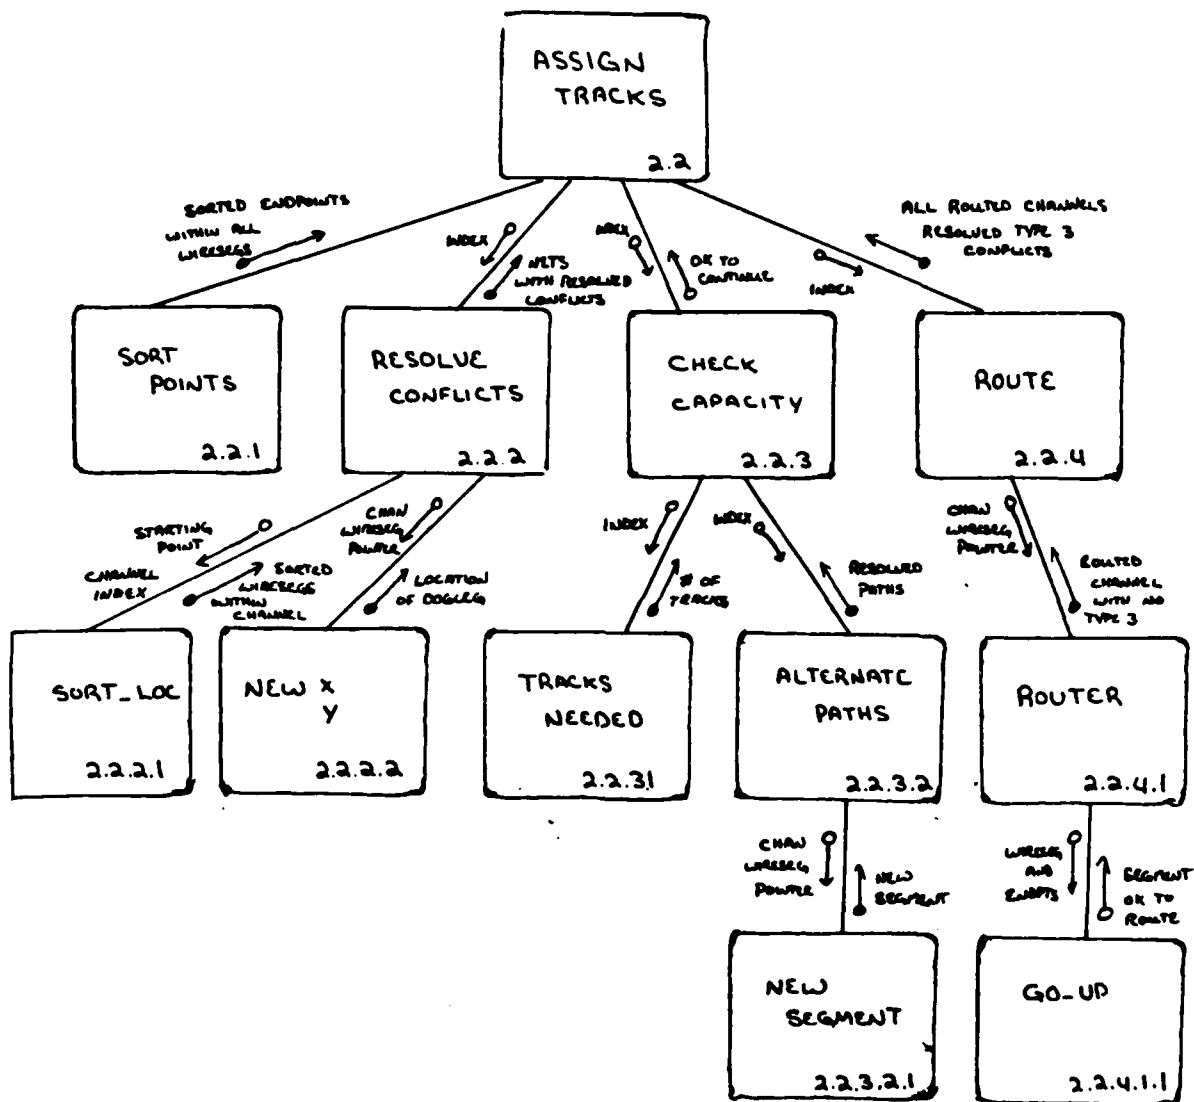 ASSIGN
TRACKS
2.2
SORTED ENDPOINTS
WITHIN ALL
WIRESEGS
INDEX
NETS
WITH RESOLVED
CONFLICTS
INDEX
OK TO
CONTINUE
ALL ROUTED CHANNELS
RESOLVED TYPE 3
CONFLICTS
INDEX
SORT
POINTS
2.2.1
RESOLVE
CONFLICTS
2.2.2
CHECK
CAPACITY
2.2.3
ROUTE
2.2.4
STARTING
POINT
CHANNEL
INDEX
SORTED
WIRESEGS
WITHIN
CHANNEL
CHAN
WIRESEG
POINTER
LOCATION
OF DOGLEG
INDEX
# OF
TRACKS
INDEX
RESOLVED
PATHS
CHAN
WIRESEG
POINTER
ROUTED
CHANNEL
WITH NO
TYPE 3
SORT_LOC
2.2.2.1
NEW X
Y
2.2.2.2
TRACKS
NEEDED
2.2.31
ALTERNATE
PATHS
2.2.3.2
ROUTER
2.2.4.1
CHAN
WIRESEG
POINTER
NEW
SEGMENT
WIRESEG
AND
ENDPTS
SEGMENT
OK TO
ROUTE
NEW
SEGMENT
2.2.3.2.1
GO_UP
2.2.4.1.1